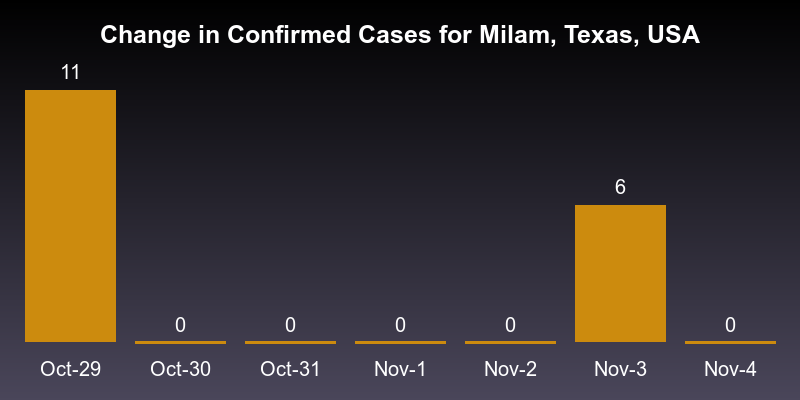 Change in Confirmed Cases for Milam, Texas, USA
11
6
0 0 0 0 0
Oct-29 Oct-30 Oct-31 Nov-1 Nov-2 Nov-3 Nov-4